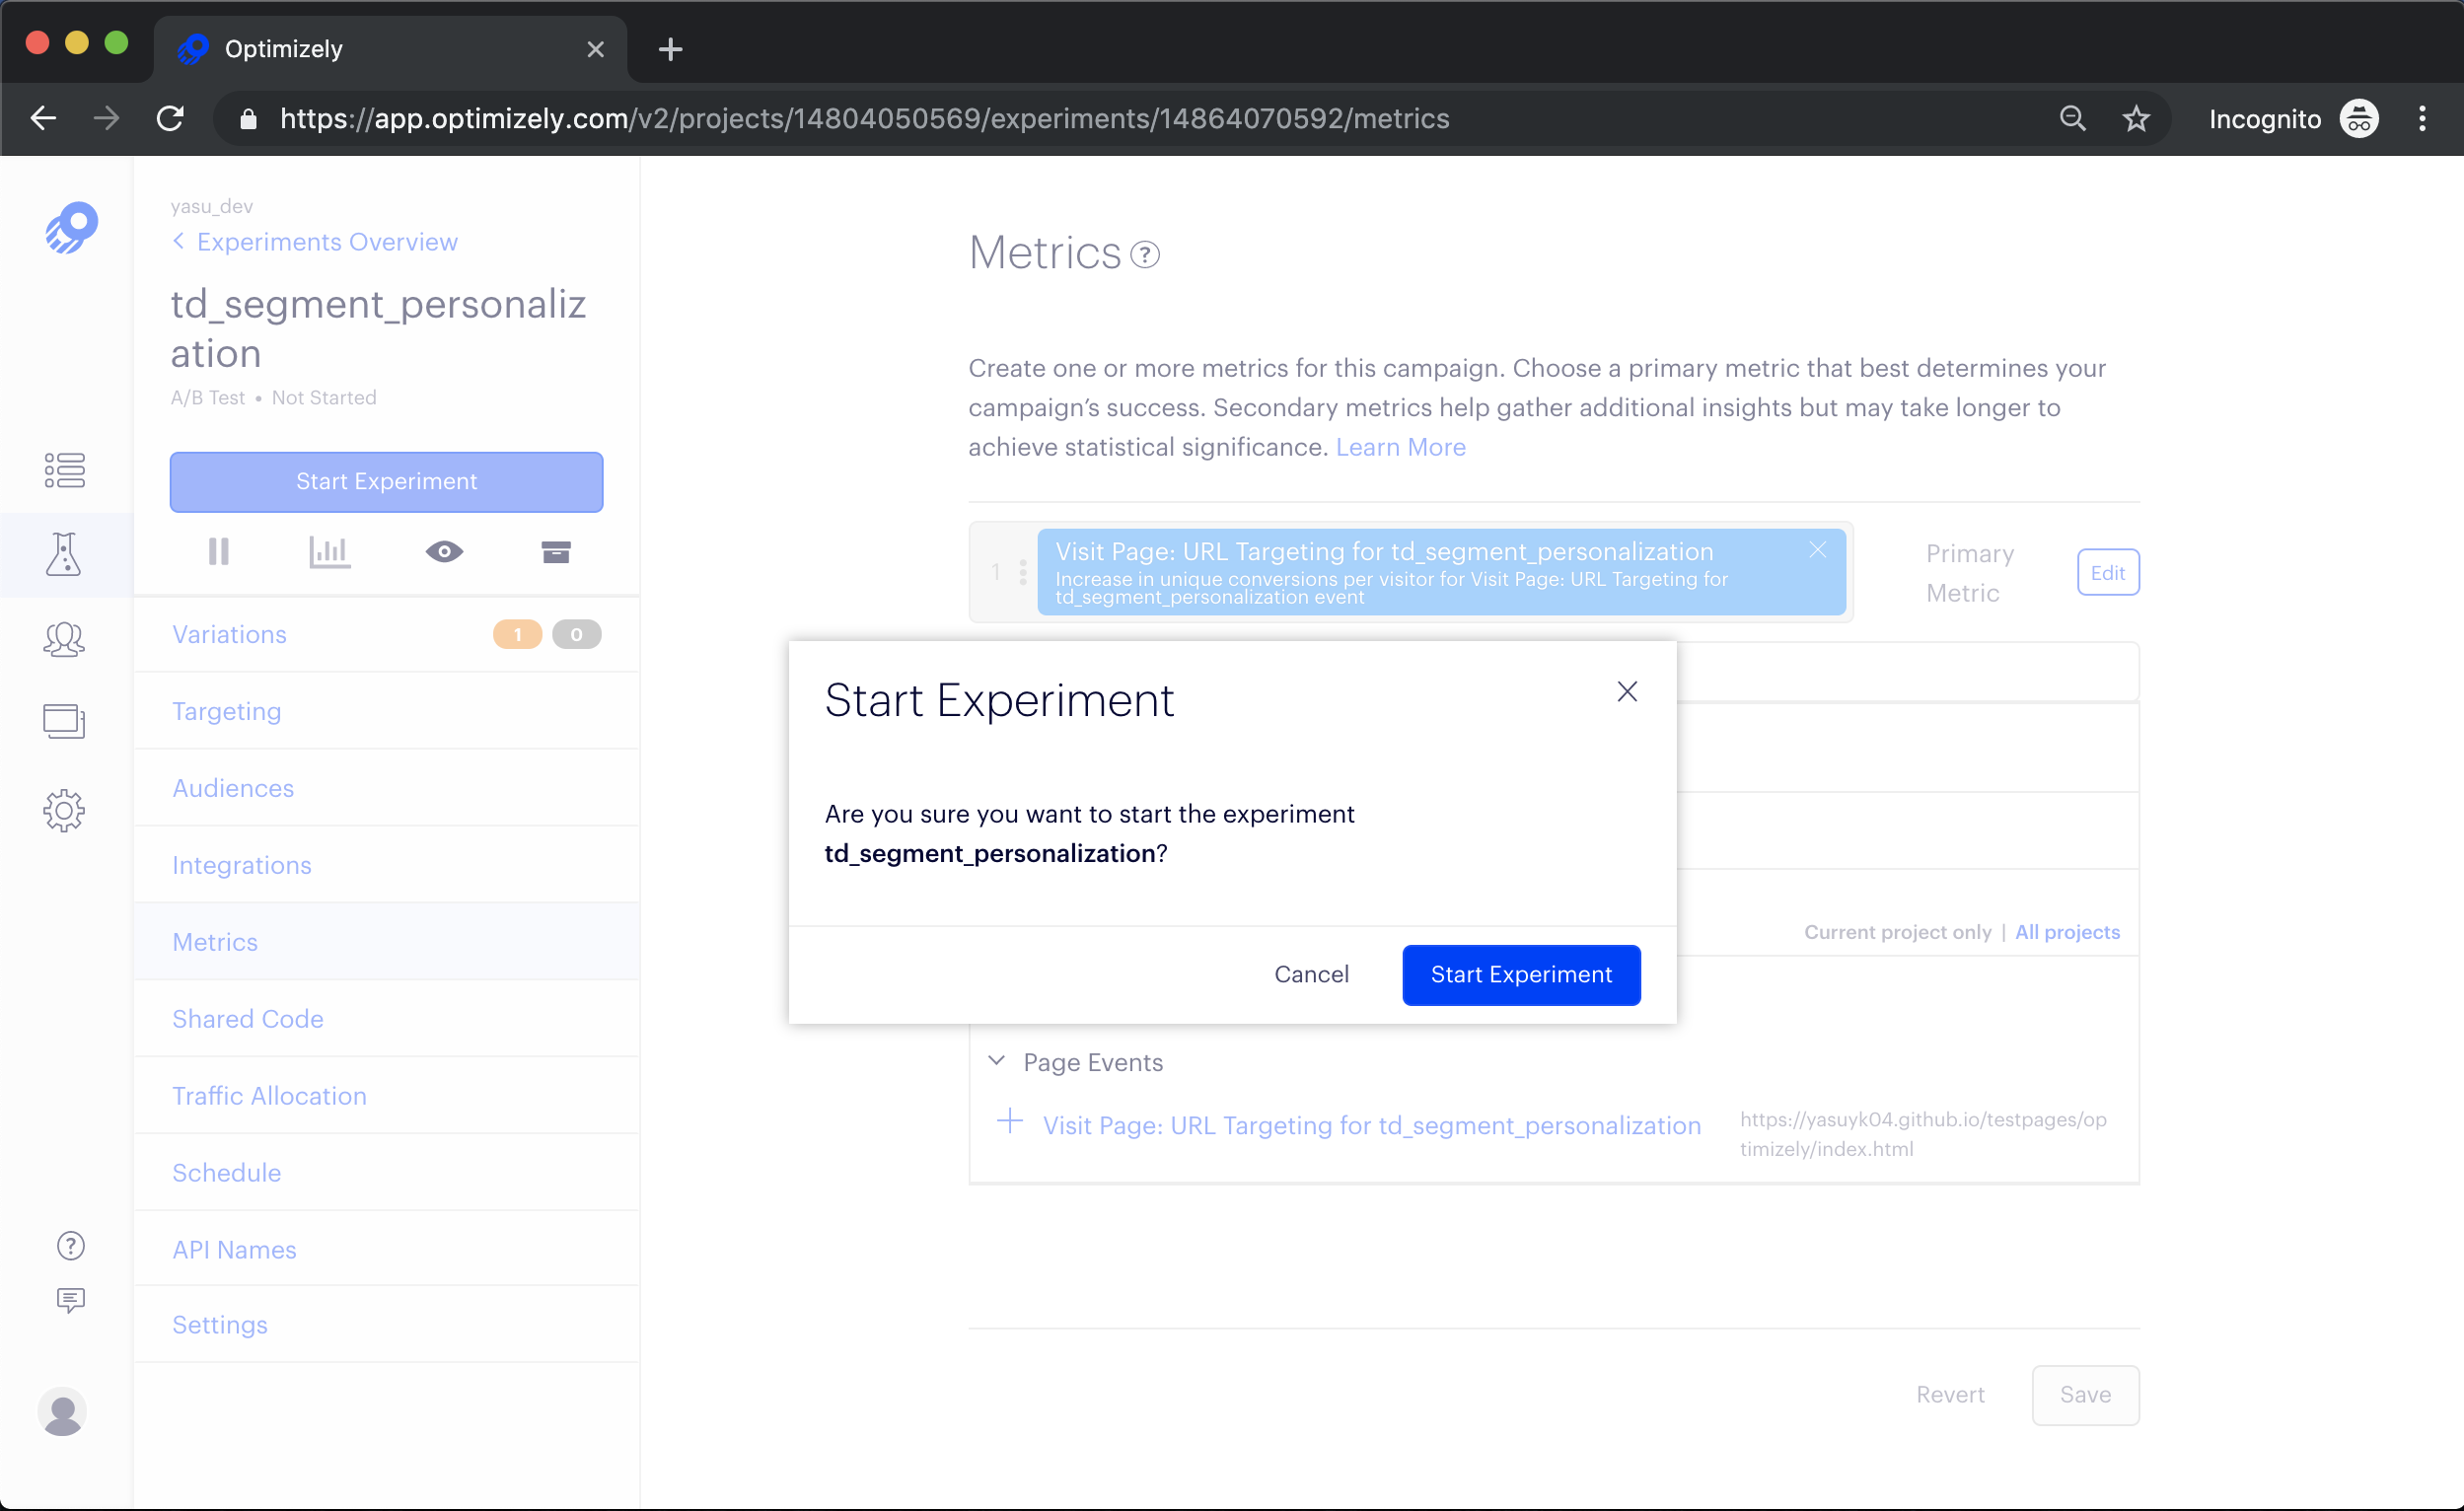 Optimizely
https://app.optimizely.com/v2/projects/14804050569/experiments/14864070592/metrics
Incognito
yasu_dev
Experiments Overview
td_segment_personaliz
ation
A/B Test • Not Started
Start Experiment
Variations 1 0
Targeting
Audiences
Integrations
Metrics
Shared Code
Traffic Allocation
Schedule
API Names
Settings
Metrics ?
Create one or more metrics for this campaign. Choose a primary metric that best determines your
campaign’s success. Secondary metrics help gather additional insights but may take longer to
achieve statistical significance. Learn More
1
Visit Page: URL Targeting for td_segment_personalization
Increase in unique conversions per visitor for Visit Page: URL Targeting for
td_segment_personalization event
Primary
Metric
Edit
Start Experiment
Are you sure you want to start the experiment
td_segment_personalization?
Cancel
Start Experiment
Current project only | All projects
Page Events
Visit Page: URL Targeting for td_segment_personalization
https://yasuyk04.github.io/testpages/op
timizely/index.html
Revert
Save